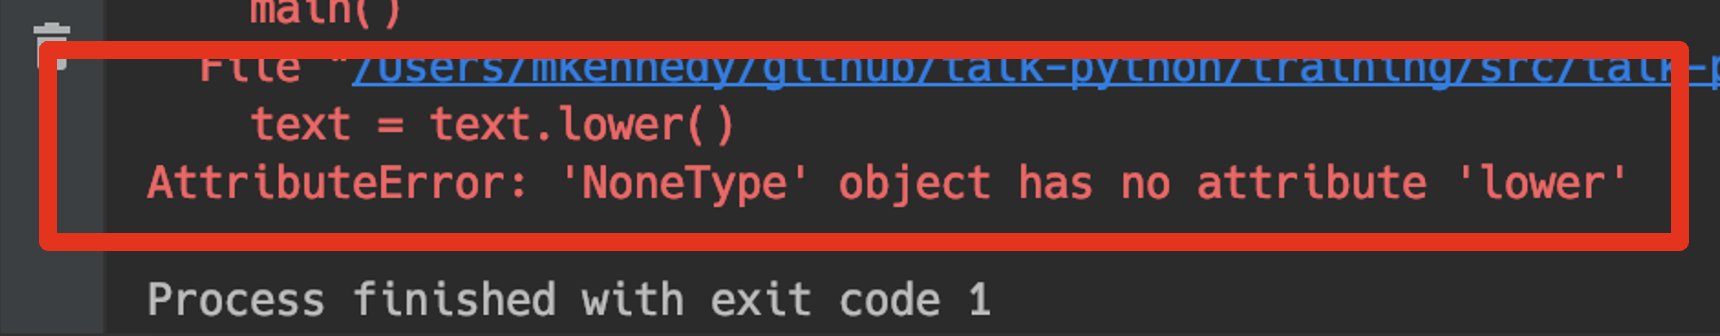 main()
File "/Users/mkennedy/github/talk-python/training/src/talk-p
text = text.lower()
AttributeError: 'NoneType' object has no attribute 'lower'
Process finished with exit code 1